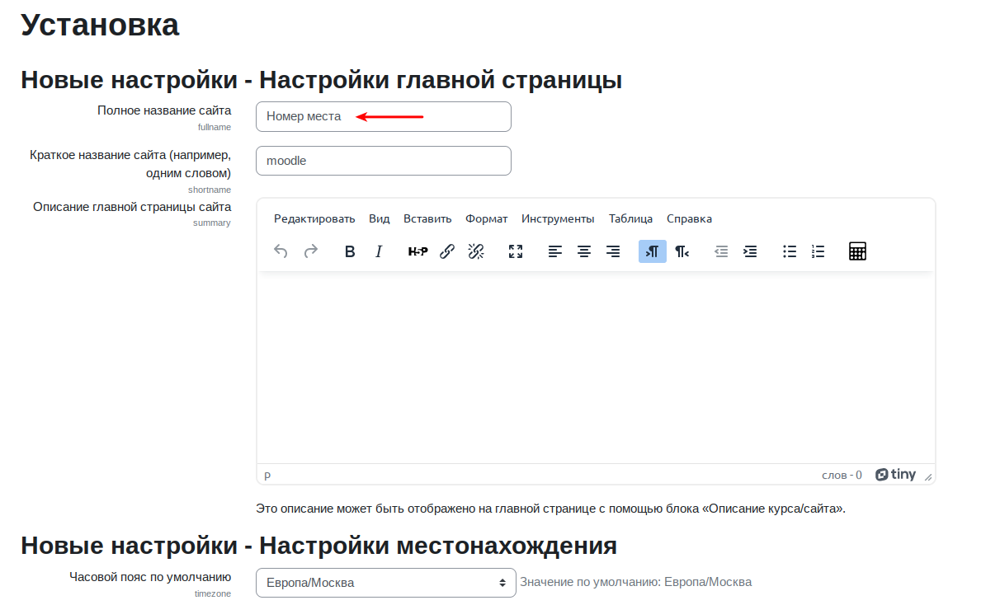 Установка
Новые настройки - Настройки главной страницы
Полное название сайта
fullname
Номер места
Краткое название сайта (например,
одним словом)
shortname
moodle
Описание главной страницы сайта
summary
Редактировать Вид Вставить Формат Инструменты Таблица Справка
B I H-P
p
слов - 0 tiny
Это описание может быть отображено на главной странице с помощью блока «Описание курса/сайта».
Новые настройки - Настройки местонахождения
Часовой пояс по умолчанию
timezone
Европа/Москва
Значение по умолчанию: Европа/Москва